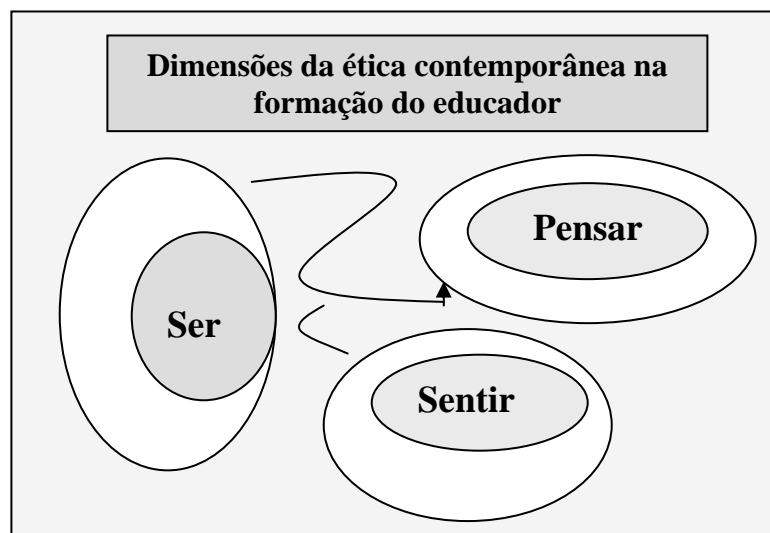 Dimensões da ética contemporânea na
formação do educador
Pensar
Ser
Sentir